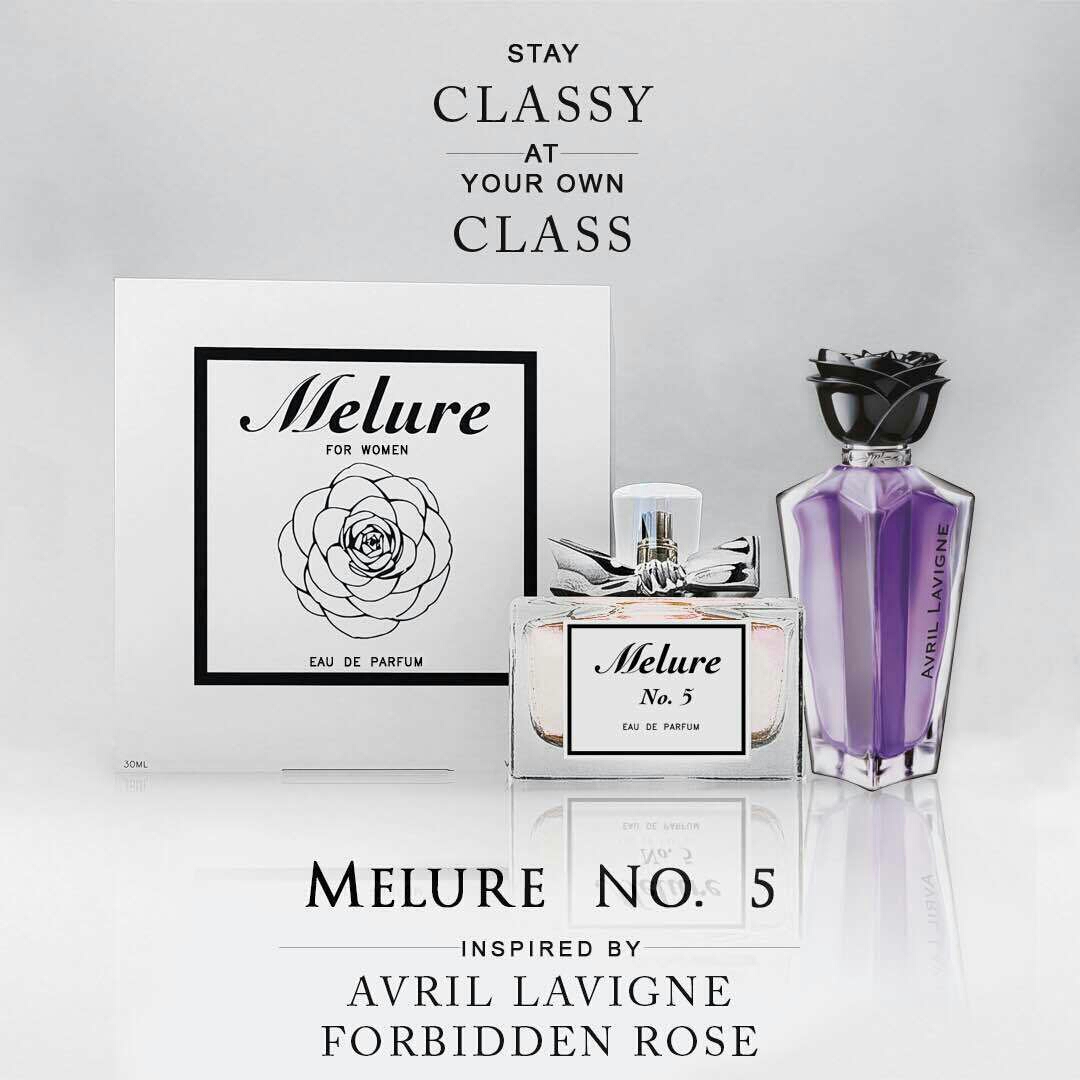 STAY
CLASSY
AT
YOUR OWN
CLASS
Melure
FOR WOMEN
EAU DE PARFUM
30ML
Melure
No. 5
EAU DE PARFUM
AVRIL LAVIGNE
MELURE No. 5
INSPIRED BY
AVRIL LAVIGNE
FORBIDDEN ROSE